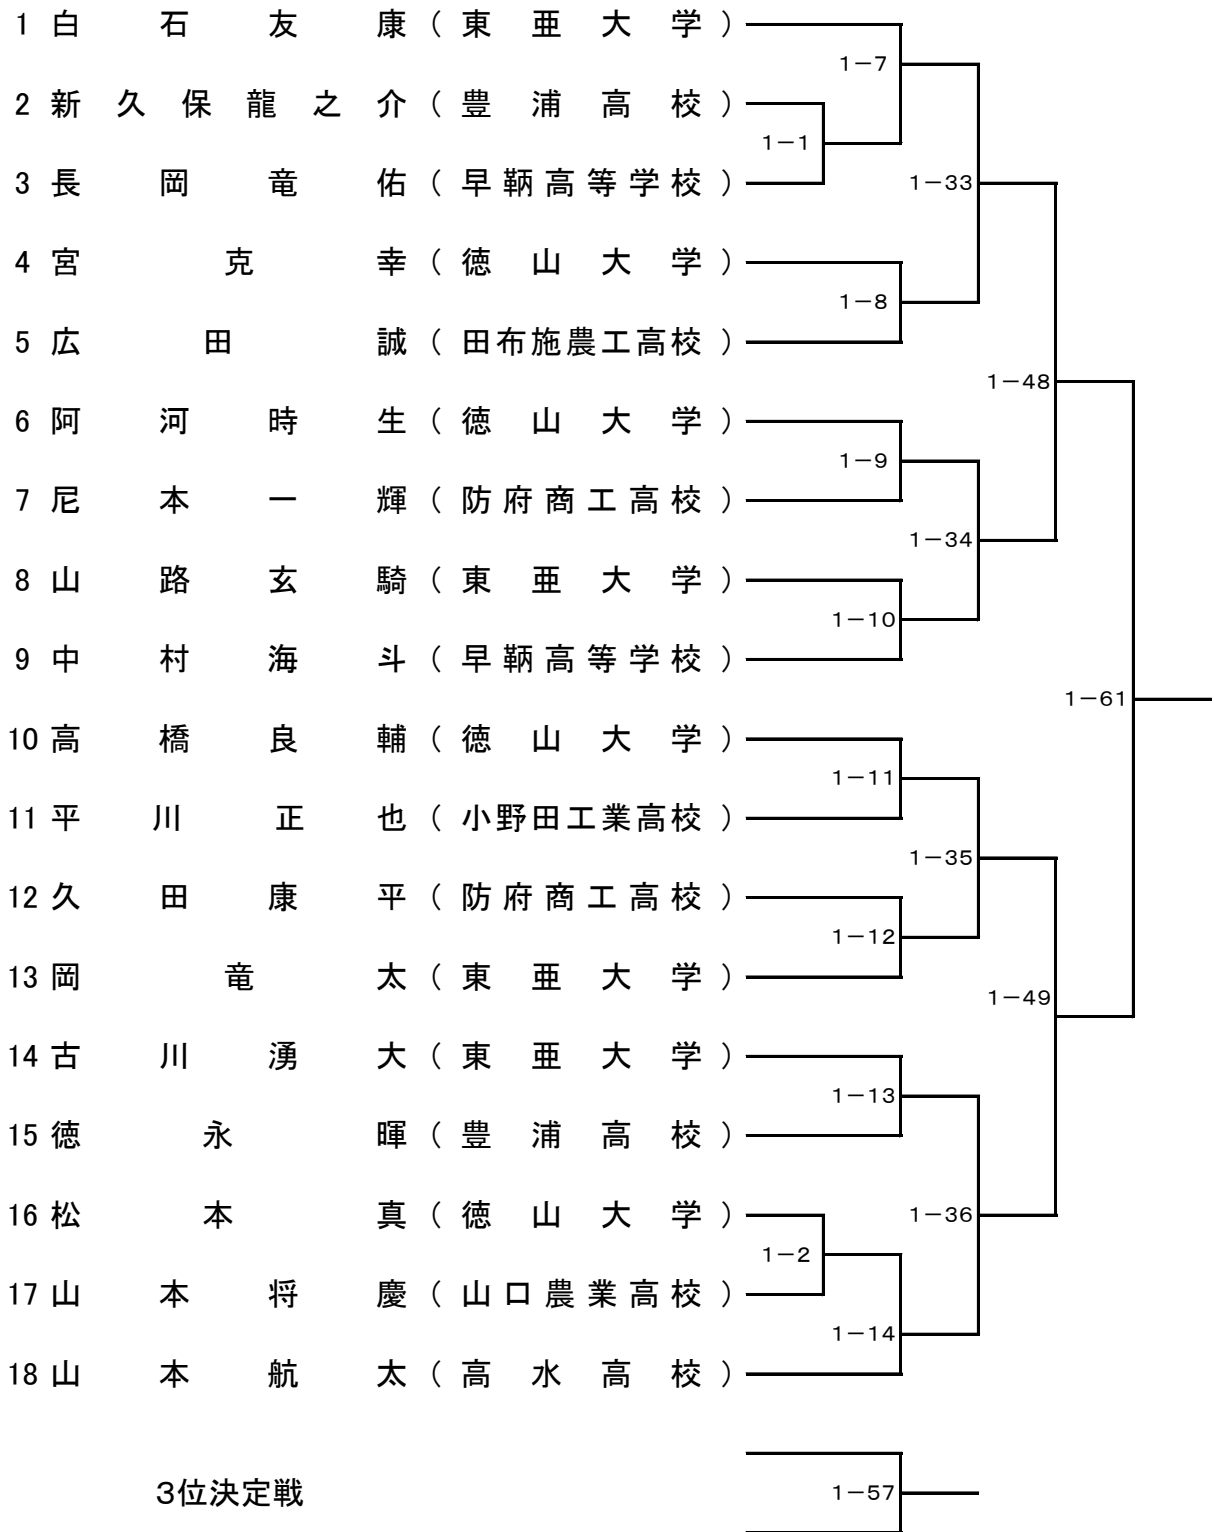 1 白石友康（東亜大学）
1－7
2 新久保龍之介（豊浦高校）
1－1
3 長岡竜佑（早鞆高等学校）
1－33
4 宮克幸（徳山大学）
1－8
5 広田誠（田布施農工高校）
1－48
6 阿河時生（徳山大学）
1－9
7 尼本一輝（防府商工高校）
1－34
8 山路玄騎（東亜大学）
1－10
9 中村海斗（早鞆高等学校）
1－61
10 高橋良輔（徳山大学）
1－11
11 平川正也（小野田工業高校）
1－35
12 久田康平（防府商工高校）
1－12
13 岡竜太（東亜大学）
1－49
14 古川湧大（東亜大学）
1－13
15 徳永暉（豊浦高校）
16 松本真（徳山大学）
1－36
1－2
17 山本将慶（山口農業高校）
1－14
18 山本航太（高水高校）
3位決定戦
1－57